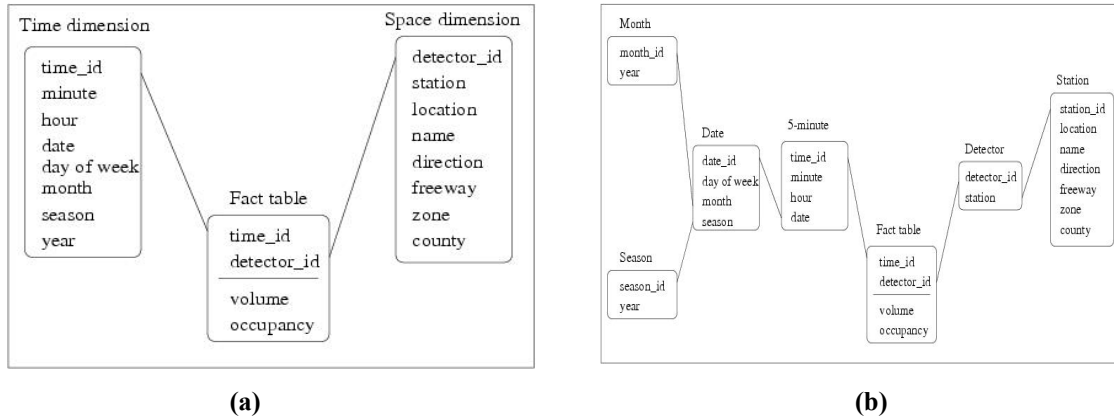 Time dimension
time_id
minute
hour
date
day of week
month
season
year
Fact table
time_id
detector_id
volume
occupancy
Space dimension
detector_id
station
location
name
direction
freeway
zone
county
(a)
Month
month_id
year
Season
season_id
year
Date
date_id
day of week
month
season
5-minute
time_id
minute
hour
date
Fact table
time_id
detector_id
volume
occupancy
Detector
detector_id
station
Station
station_id
location
name
direction
freeway
zone
county
(b)